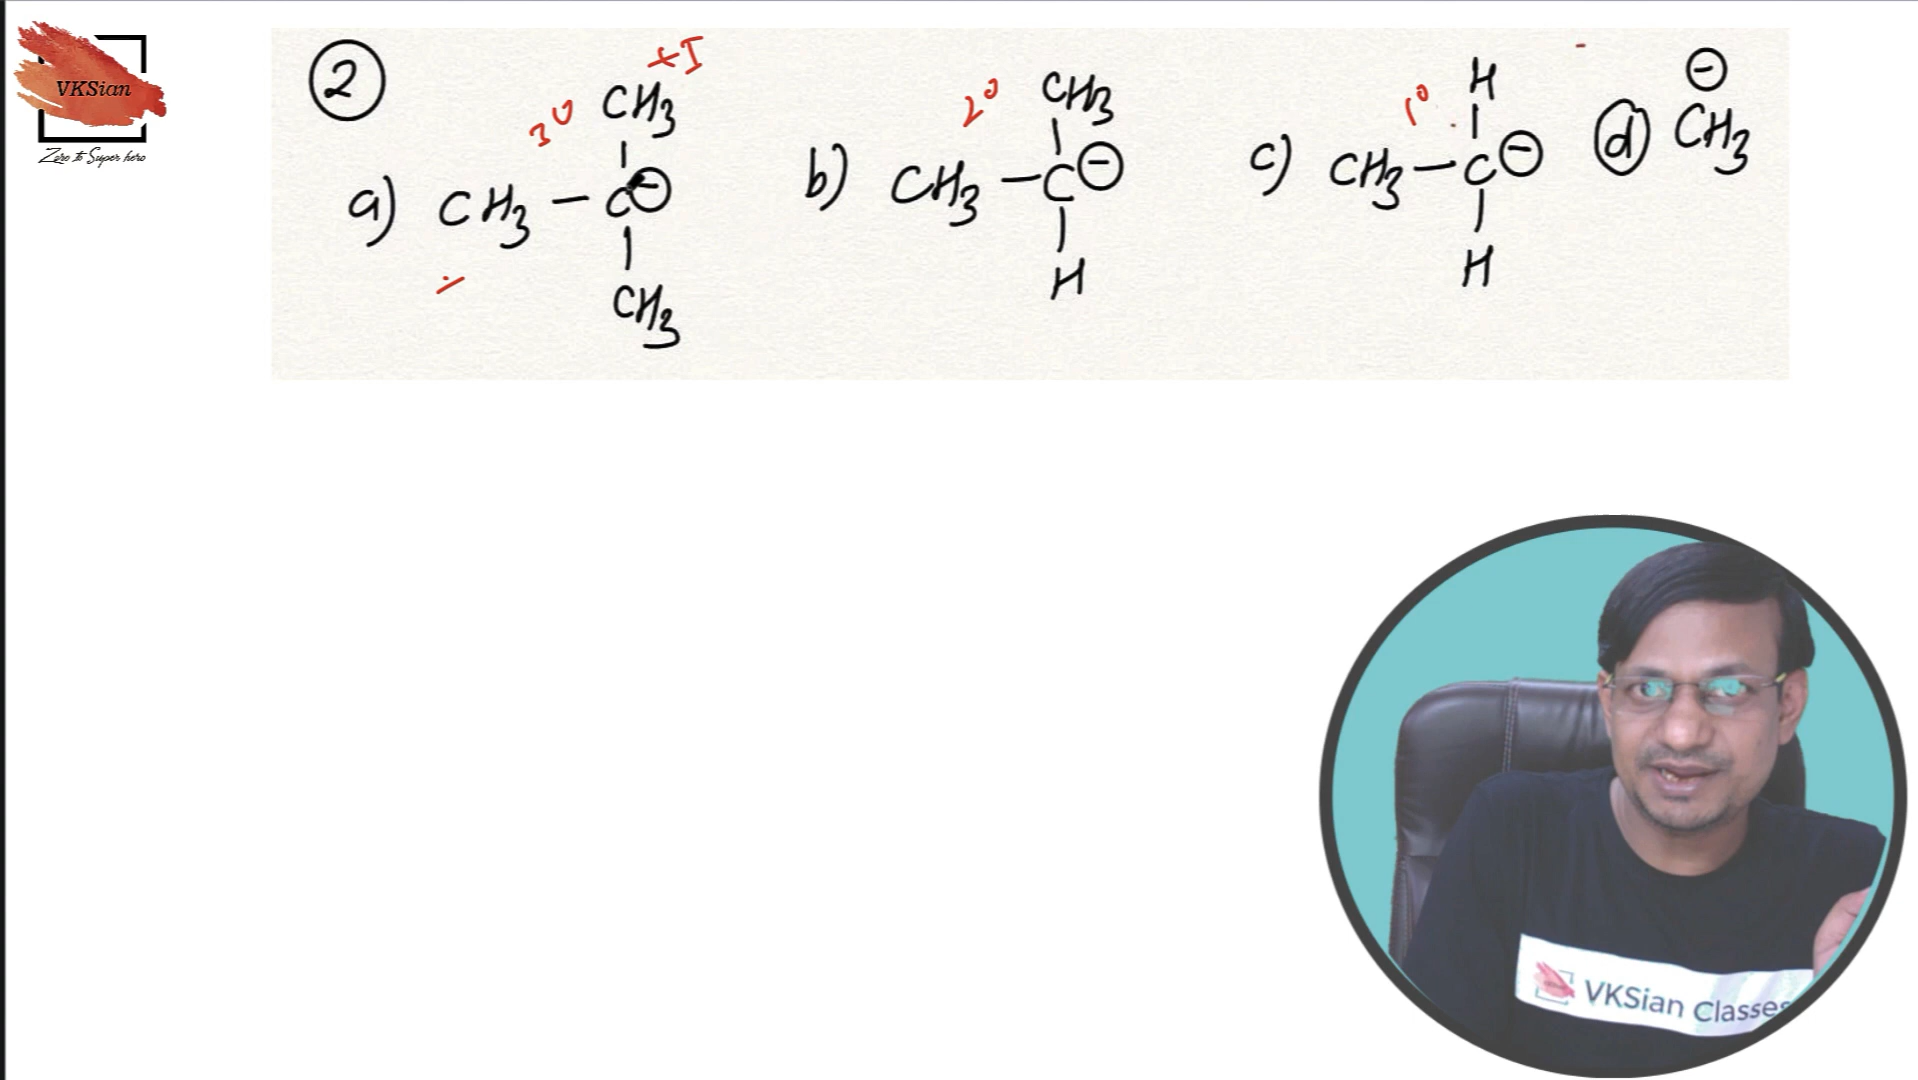 VKSian
Zero to Super hero
2
+I
3° CH3
a) CH3 – C⊖
CH3
2° CH3
b) CH3 – C⊖
H
1° H
c) CH3 – C⊖
H
d) ⊖
CH3
VKSian Classes